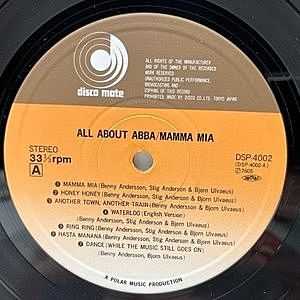 disco mate
ALL RIGHTS OF THE MANUFACTURER
AND OF THE OWNER OF THE RECORDED
WORK RESERVED
UNAUTHORIZED PUBLIC PERFORMANCE,
BROADCASTING AND
COPYING OF THIS RECORD
PROHIBITED. MADE BY DISCO CO., LTD. TOKYO JAPAN
ALL ABOUT ABBA/MAMMA MIA
STEREO
33⅓rpm
A
DSP-4002
(DSP-4002-A)
Ⓟ7605
1 MAMMA MIA (Benny Andersson, Stig Anderson & Bjorn Ulvaeus)
2 HONEY HONEY (Benny Andersson, Stig Anderson & Bjorn Ulvaeus)
3 ANOTHER TOWN, ANOTHER TRAIN (Benny Andersson & Bjorn Ulvaeus)
4 WATERLOO (English Version)
(Benny Andersson, Stig Anderson & Bjorn Ulvaeus)
5 RING RING (Benny Andersson, Stig Anderson & Bjorn Ulvaeus)
6 HASTA MANANA (Benny Andersson, Stig Anderson & Bjorn Ulvaeus)
7 DANCE (WHILE THE MUSIC STILL GOES ON)
(Benny Andersson & Bjorn Ulvaeus)
A POLAR MUSIC PRODUCTION